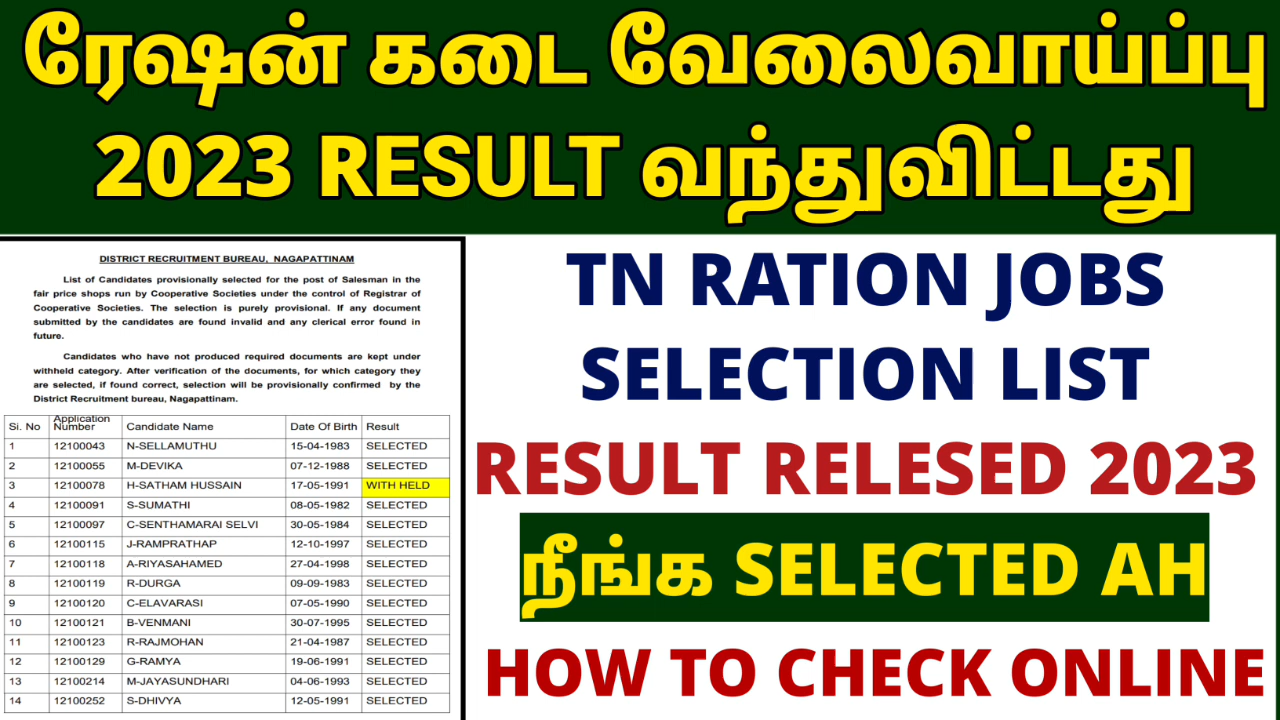 ரேஷன் கடை வேலைவாய்ப்பு
2023 RESULT வந்துவிட்டது
DISTRICT RECRUITMENT BUREAU, NAGAPATTINAM
List of Candidates provisionally selected for the post of Salesman in the
fair price shops run by Cooperative Societies under the control of Registrar of
Cooperative Societies. The selection is purely provisional. If any document
submitted by the candidates are found invalid and any clerical error found in
future.
Candidates who have not produced required documents are kept under
withheld category. After verification of the documents, for which category they
are selected, if found correct, selection will be provisionally confirmed by the
District Recruitment bureau, Nagapattinam.
Si. No Application Number Candidate Name Date Of Birth Result
1 12100043 N-SELLAMUTHU 15-04-1983 SELECTED
2 12100055 M-DEVIKA 07-12-1988 SELECTED
3 12100078 H-SATHAM HUSSAIN 17-05-1991 WITH HELD
4 12100091 S-SUMATHI 08-05-1982 SELECTED
5 12100097 C-SENTHAMARAI SELVI 30-05-1984 SELECTED
6 12100115 J-RAMPRATHAP 12-10-1997 SELECTED
7 12100118 A-RIYASAHAMED 27-04-1998 SELECTED
8 12100119 R-DURGA 09-09-1983 SELECTED
9 12100120 C-ELAVARASI 07-05-1990 SELECTED
10 12100121 B-VENMANI 30-07-1995 SELECTED
11 12100123 R-RAJMOHAN 21-04-1987 SELECTED
12 12100129 G-RAMYA 19-06-1991 SELECTED
13 12100214 M-JAYASUNDHARI 04-06-1993 SELECTED
14 12100252 S-DHIVYA 12-05-1991 SELECTED
TN RATION JOBS
SELECTION LIST
RESULT RELESED 2023
நீங்க SELECTED AH
HOW TO CHECK ONLINE